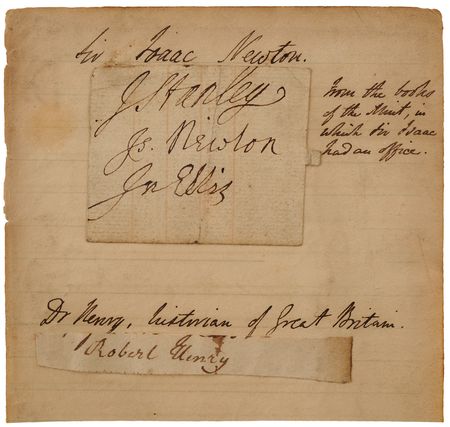 Sir Isaac Newton.
J Stanley
Is. Newton
Jn Ellis
From the books
of the Mint, in
which Sir Isaac
had an office.
Dr Henry, historian of Great Britain.
Robert Henry